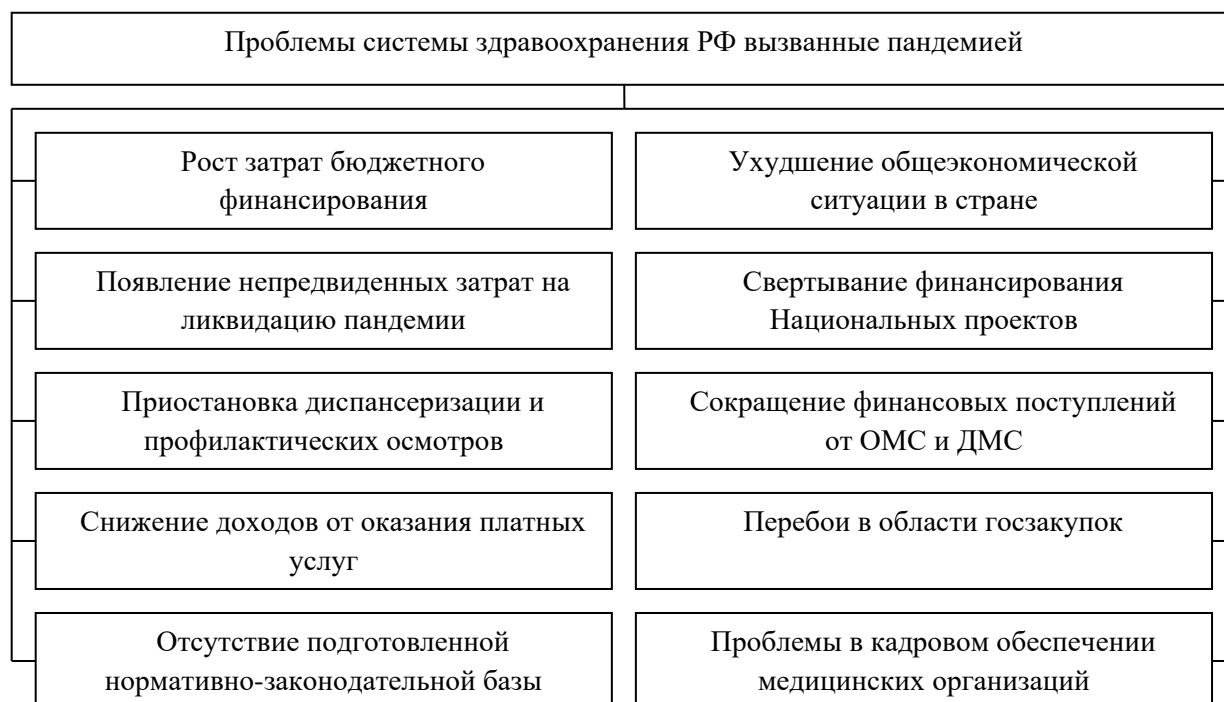 Проблемы системы здравоохранения РФ вызванные пандемией
Рост затрат бюджетного
финансирования
Ухудшение общеэкономической
ситуации в стране
Появление непредвиденных затрат на
ликвидацию пандемии
Свертывание финансирования
Национальных проектов
Приостановка диспансеризации и
профилактических осмотров
Сокращение финансовых поступлений
от ОМС и ДМС
Снижение доходов от оказания платных
услуг
Перебои в области госзакупок
Отсутствие подготовленной
нормативно-законодательной базы
Проблемы в кадровом обеспечении
медицинских организаций